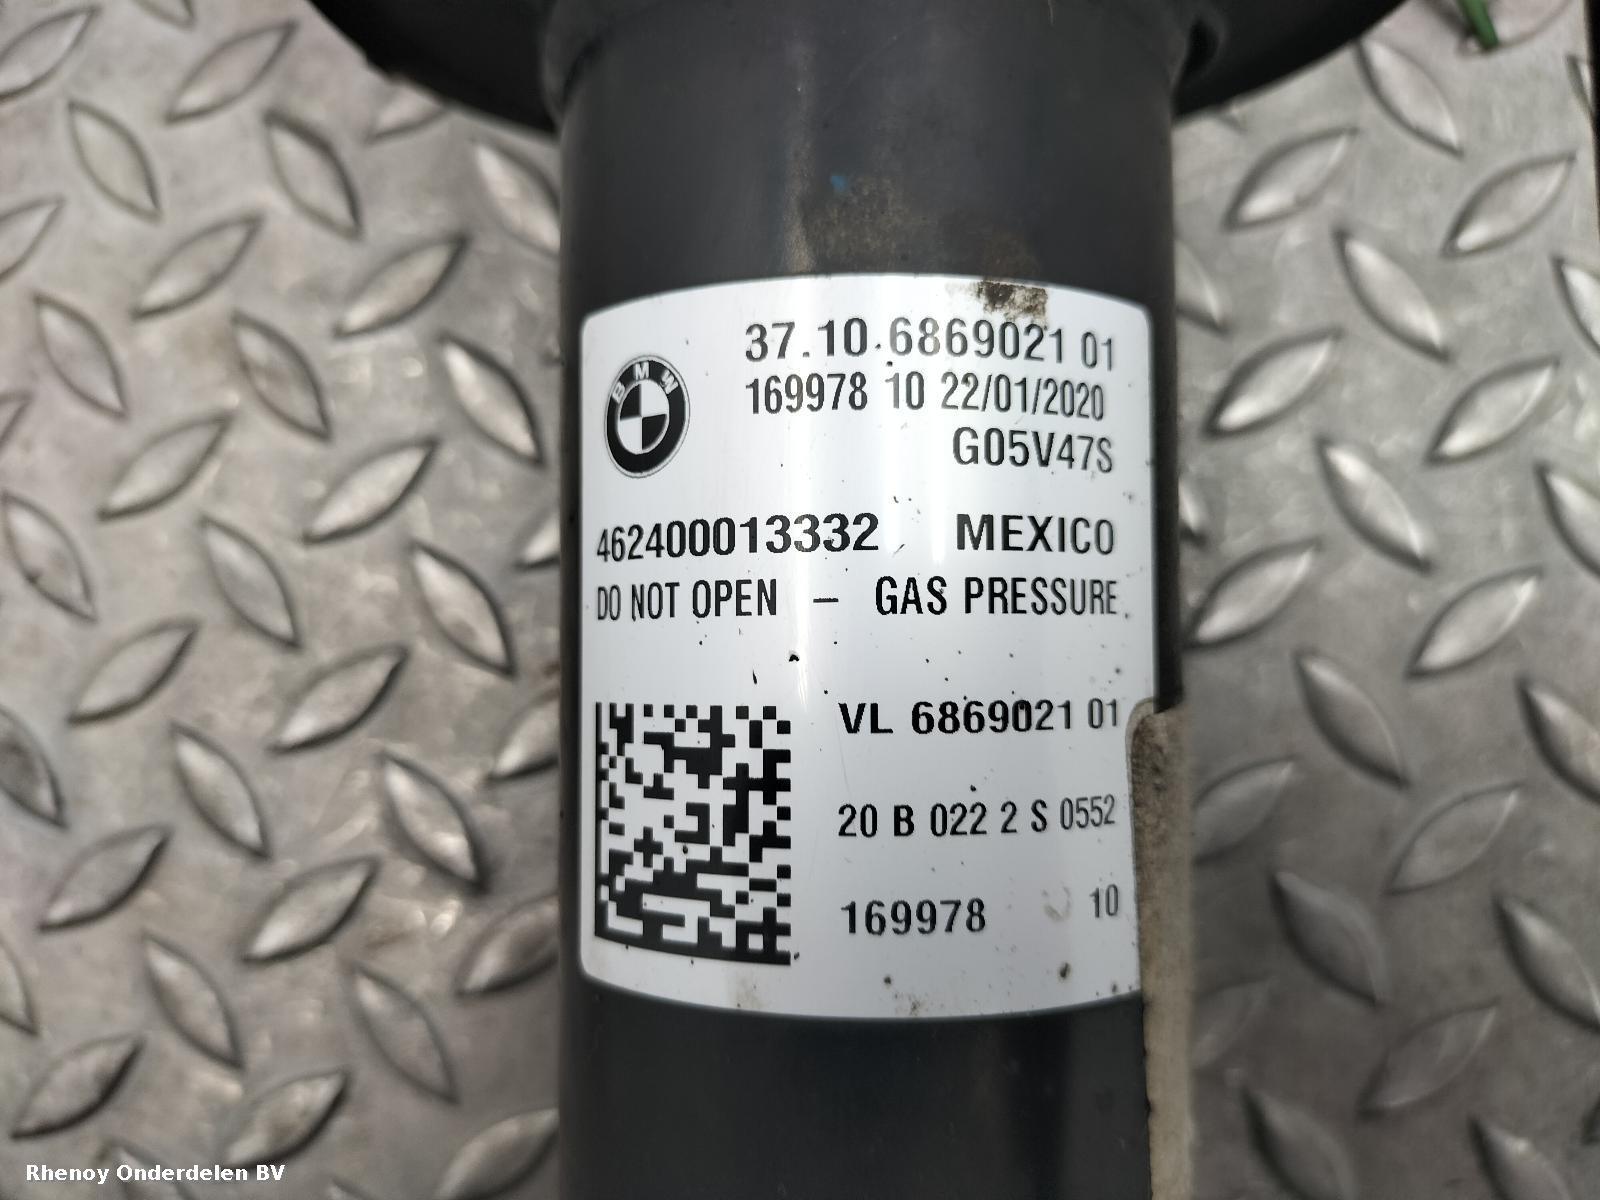 37.10.6869021 01
BMW
169978 10 22/01/2020
G05V47S
462400013332 MEXICO
DO NOT OPEN – GAS PRESSURE
VL 6869021 01
20 B 022 2 S 0552
169978 10
Rhenoy Onderdelen BV